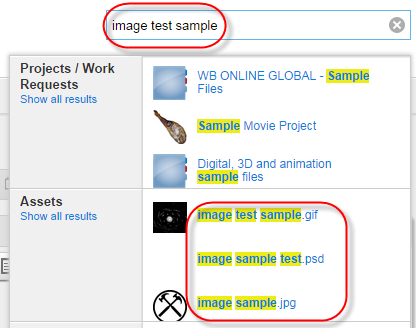 image test sample
Projects / Work
Requests
Show all results
WB ONLINE GLOBAL - Sample
Files
Sample Movie Project
Digital, 3D and animation
sample files
Assets
Show all results
image test sample.gif
image sample test.psd
image sample.jpg